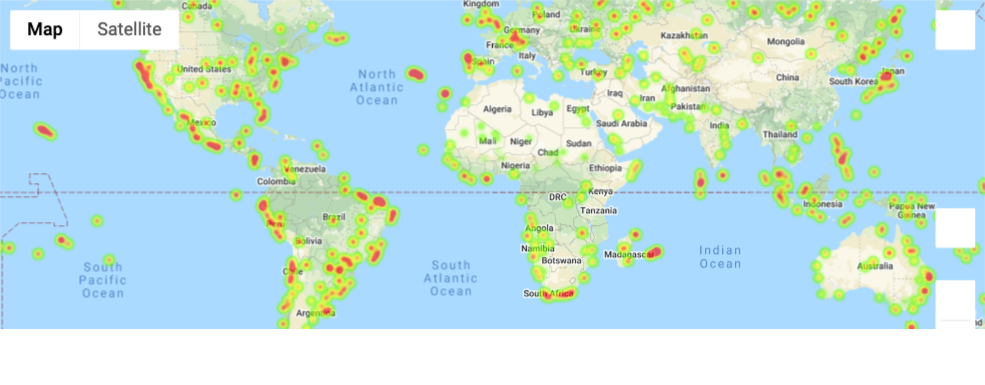 Map
Satellite
Canada
Kingdom
Poland
Germany
Ukraine
Kazakhstan
Mongolia
France
Italy
Spain
Turkey
North
Pacific
Ocean
United States
North
Atlantic
Ocean
Afghanistan
China
South Korea
Japan
Iraq
Iran
Pakistan
Algeria
Libya
Egypt
Saudi Arabia
India
Mexico
Mali
Niger
Chad
Sudan
Thailand
Venezuela
Nigeria
Ethiopia
Colombia
DRC
Kenya
Indonesia
Papua New
Guinea
Tanzania
Brazil
Angola
Bolivia
Namibia
Botswana
Madagascar
Indian
Ocean
South
Pacific
Ocean
South
Atlantic
Ocean
Australia
Chile
South Africa
Argentina